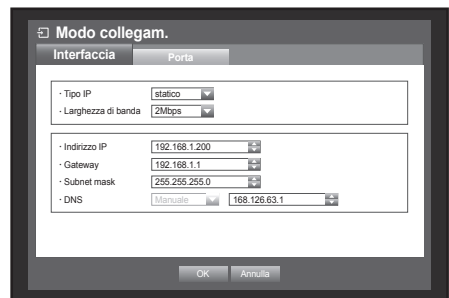 Modo collegam.
Interfaccia Porta
· Tipo IP statico
· Larghezza di banda 2Mbps
· Indirizzo IP 192.168.1.200
· Gateway 192.168.1.1
· Subnet mask 255.255.255.0
· DNS Manuale 168.126.63.1
OK Annulla